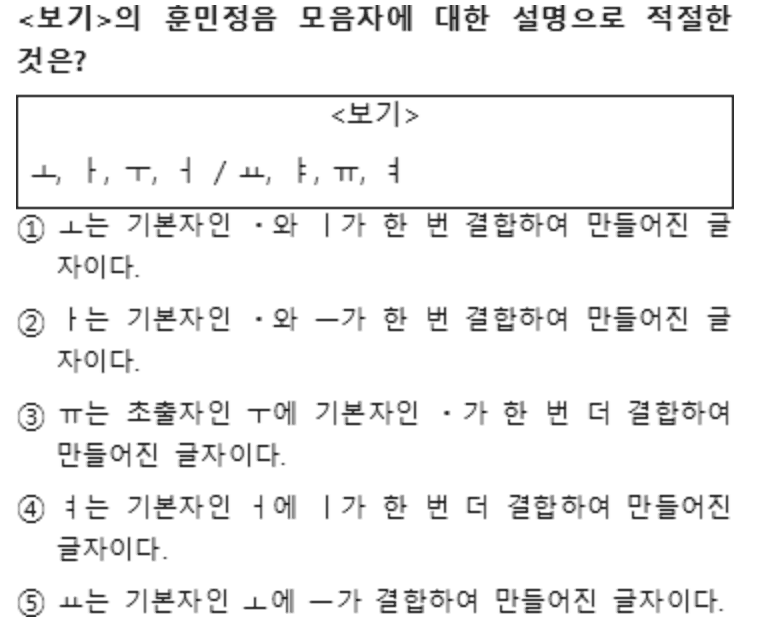 <보기>의 훈민정음 모음자에 대한 설명으로 적절한
것은?
<보기>
ㅗ, ㅏ, ㅜ, ㅓ / ㅛ, ㅑ, ㅠ, ㅕ
① ㅗ는 기본자인 ㆍ와 ㅣ가 한 번 결합하여 만들어진 글
자이다.
② ㅏ는 기본자인 ㆍ와 ㅡ가 한 번 결합하여 만들어진 글
자이다.
③ ㅠ는 초출자인 ㅜ에 기본자인 ㆍ가 한 번 더 결합하여
만들어진 글자이다.
④ ㅕ는 기본자인 ㅓ에 ㅣ가 한 번 더 결합하여 만들어진
글자이다.
⑤ ㅛ는 기본자인 ㅗ에 ㅡ가 결합하여 만들어진 글자이다.